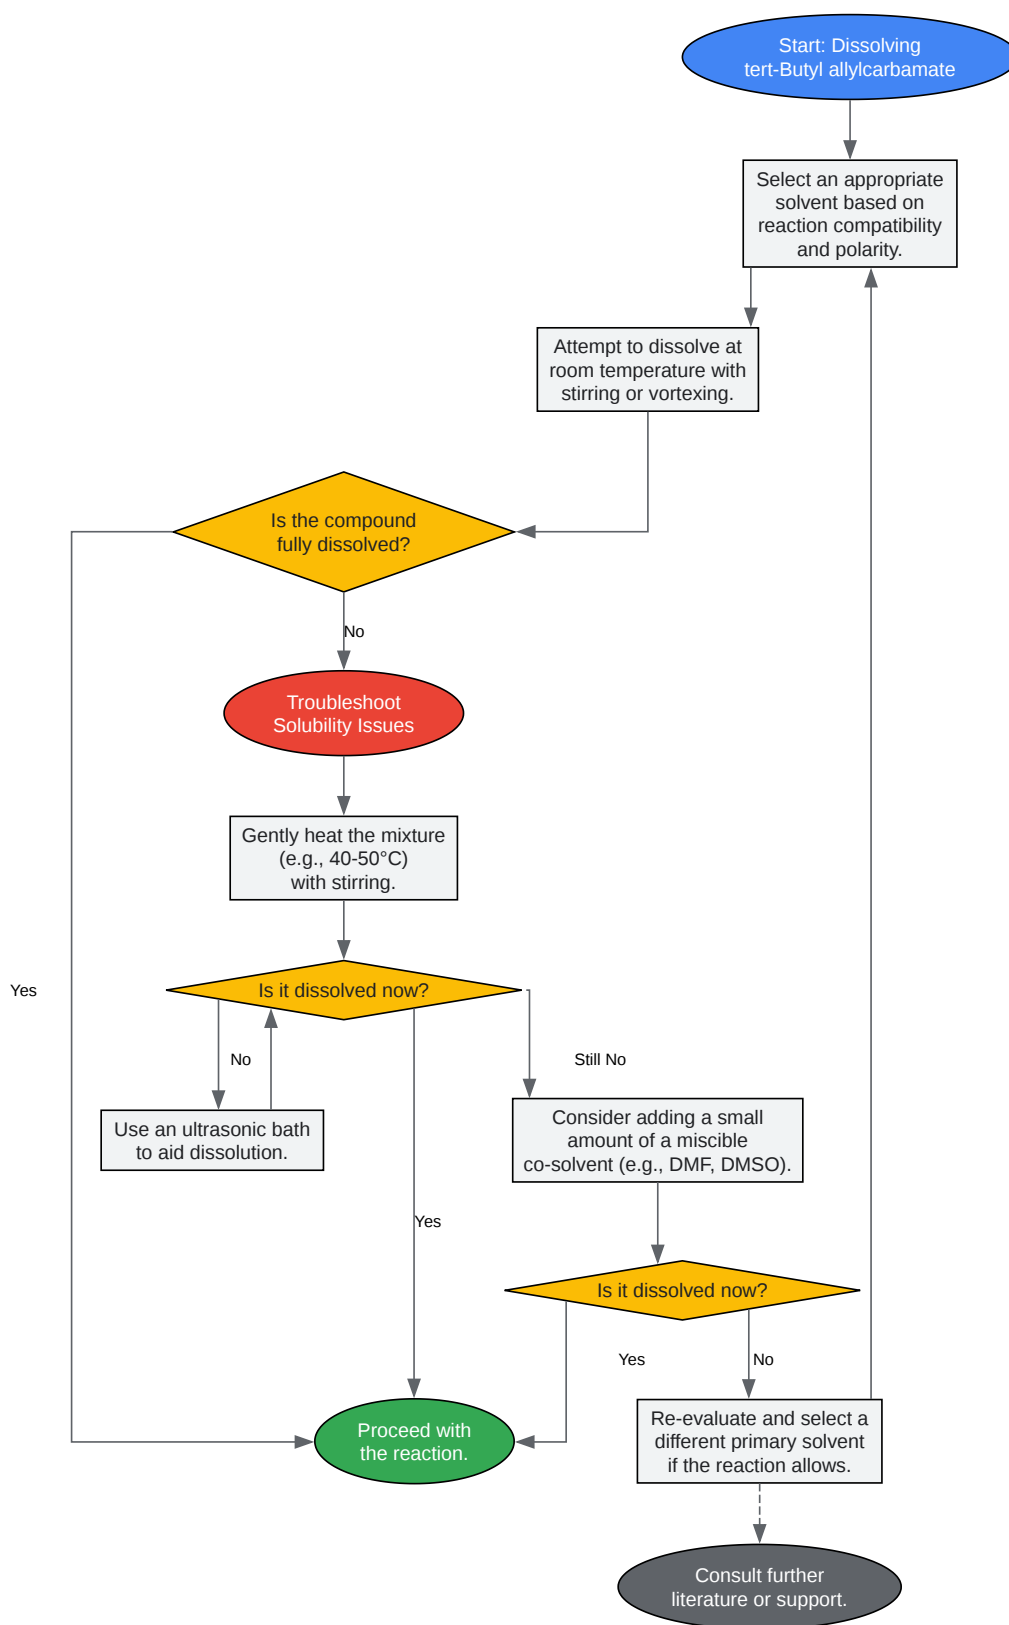 Start: Dissolving
tert-Butyl allylcarbamate
Select an appropriate
solvent based on
reaction compatibility
and polarity.
Attempt to dissolve at
room temperature with
stirring or vortexing.
Is the compound
fully dissolved?
No
Troubleshoot
Solubility Issues
Gently heat the mixture
(e.g., 40-50°C)
with stirring.
Yes
Is it dissolved now?
No
Still No
Use an ultrasonic bath
to aid dissolution.
Consider adding a small
amount of a miscible
co-solvent (e.g., DMF, DMSO).
Yes
Is it dissolved now?
Yes
No
Proceed with
the reaction.
Re-evaluate and select a
different primary solvent
if the reaction allows.
Consult further
literature or support.